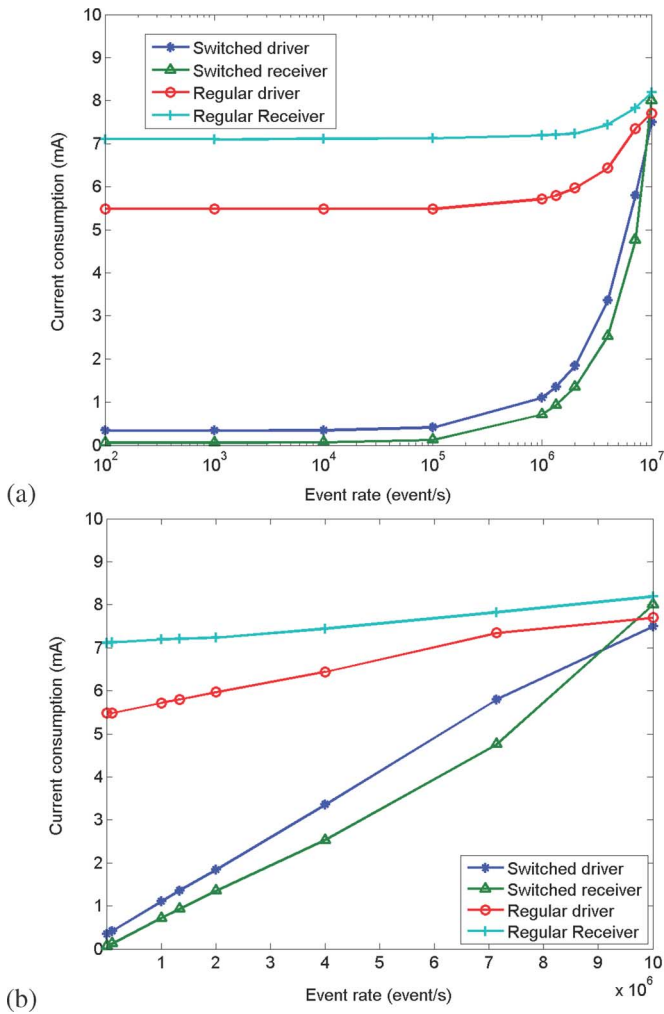 10
9
8
7
6
5
4
3
2
1
0
Current consumption (mA)
Switched driver
Switched receiver
Regular driver
Regular Receiver
10^2 10^3 10^4 10^5 10^6 10^7
Event rate (event/s)
(a)
10
9
8
7
6
5
4
3
2
1
0
Current consumption (mA)
Switched driver
Switched receiver
Regular driver
Regular Receiver
1 2 3 4 5 6 7 8 9 10
x 10^6
Event rate (event/s)
(b)